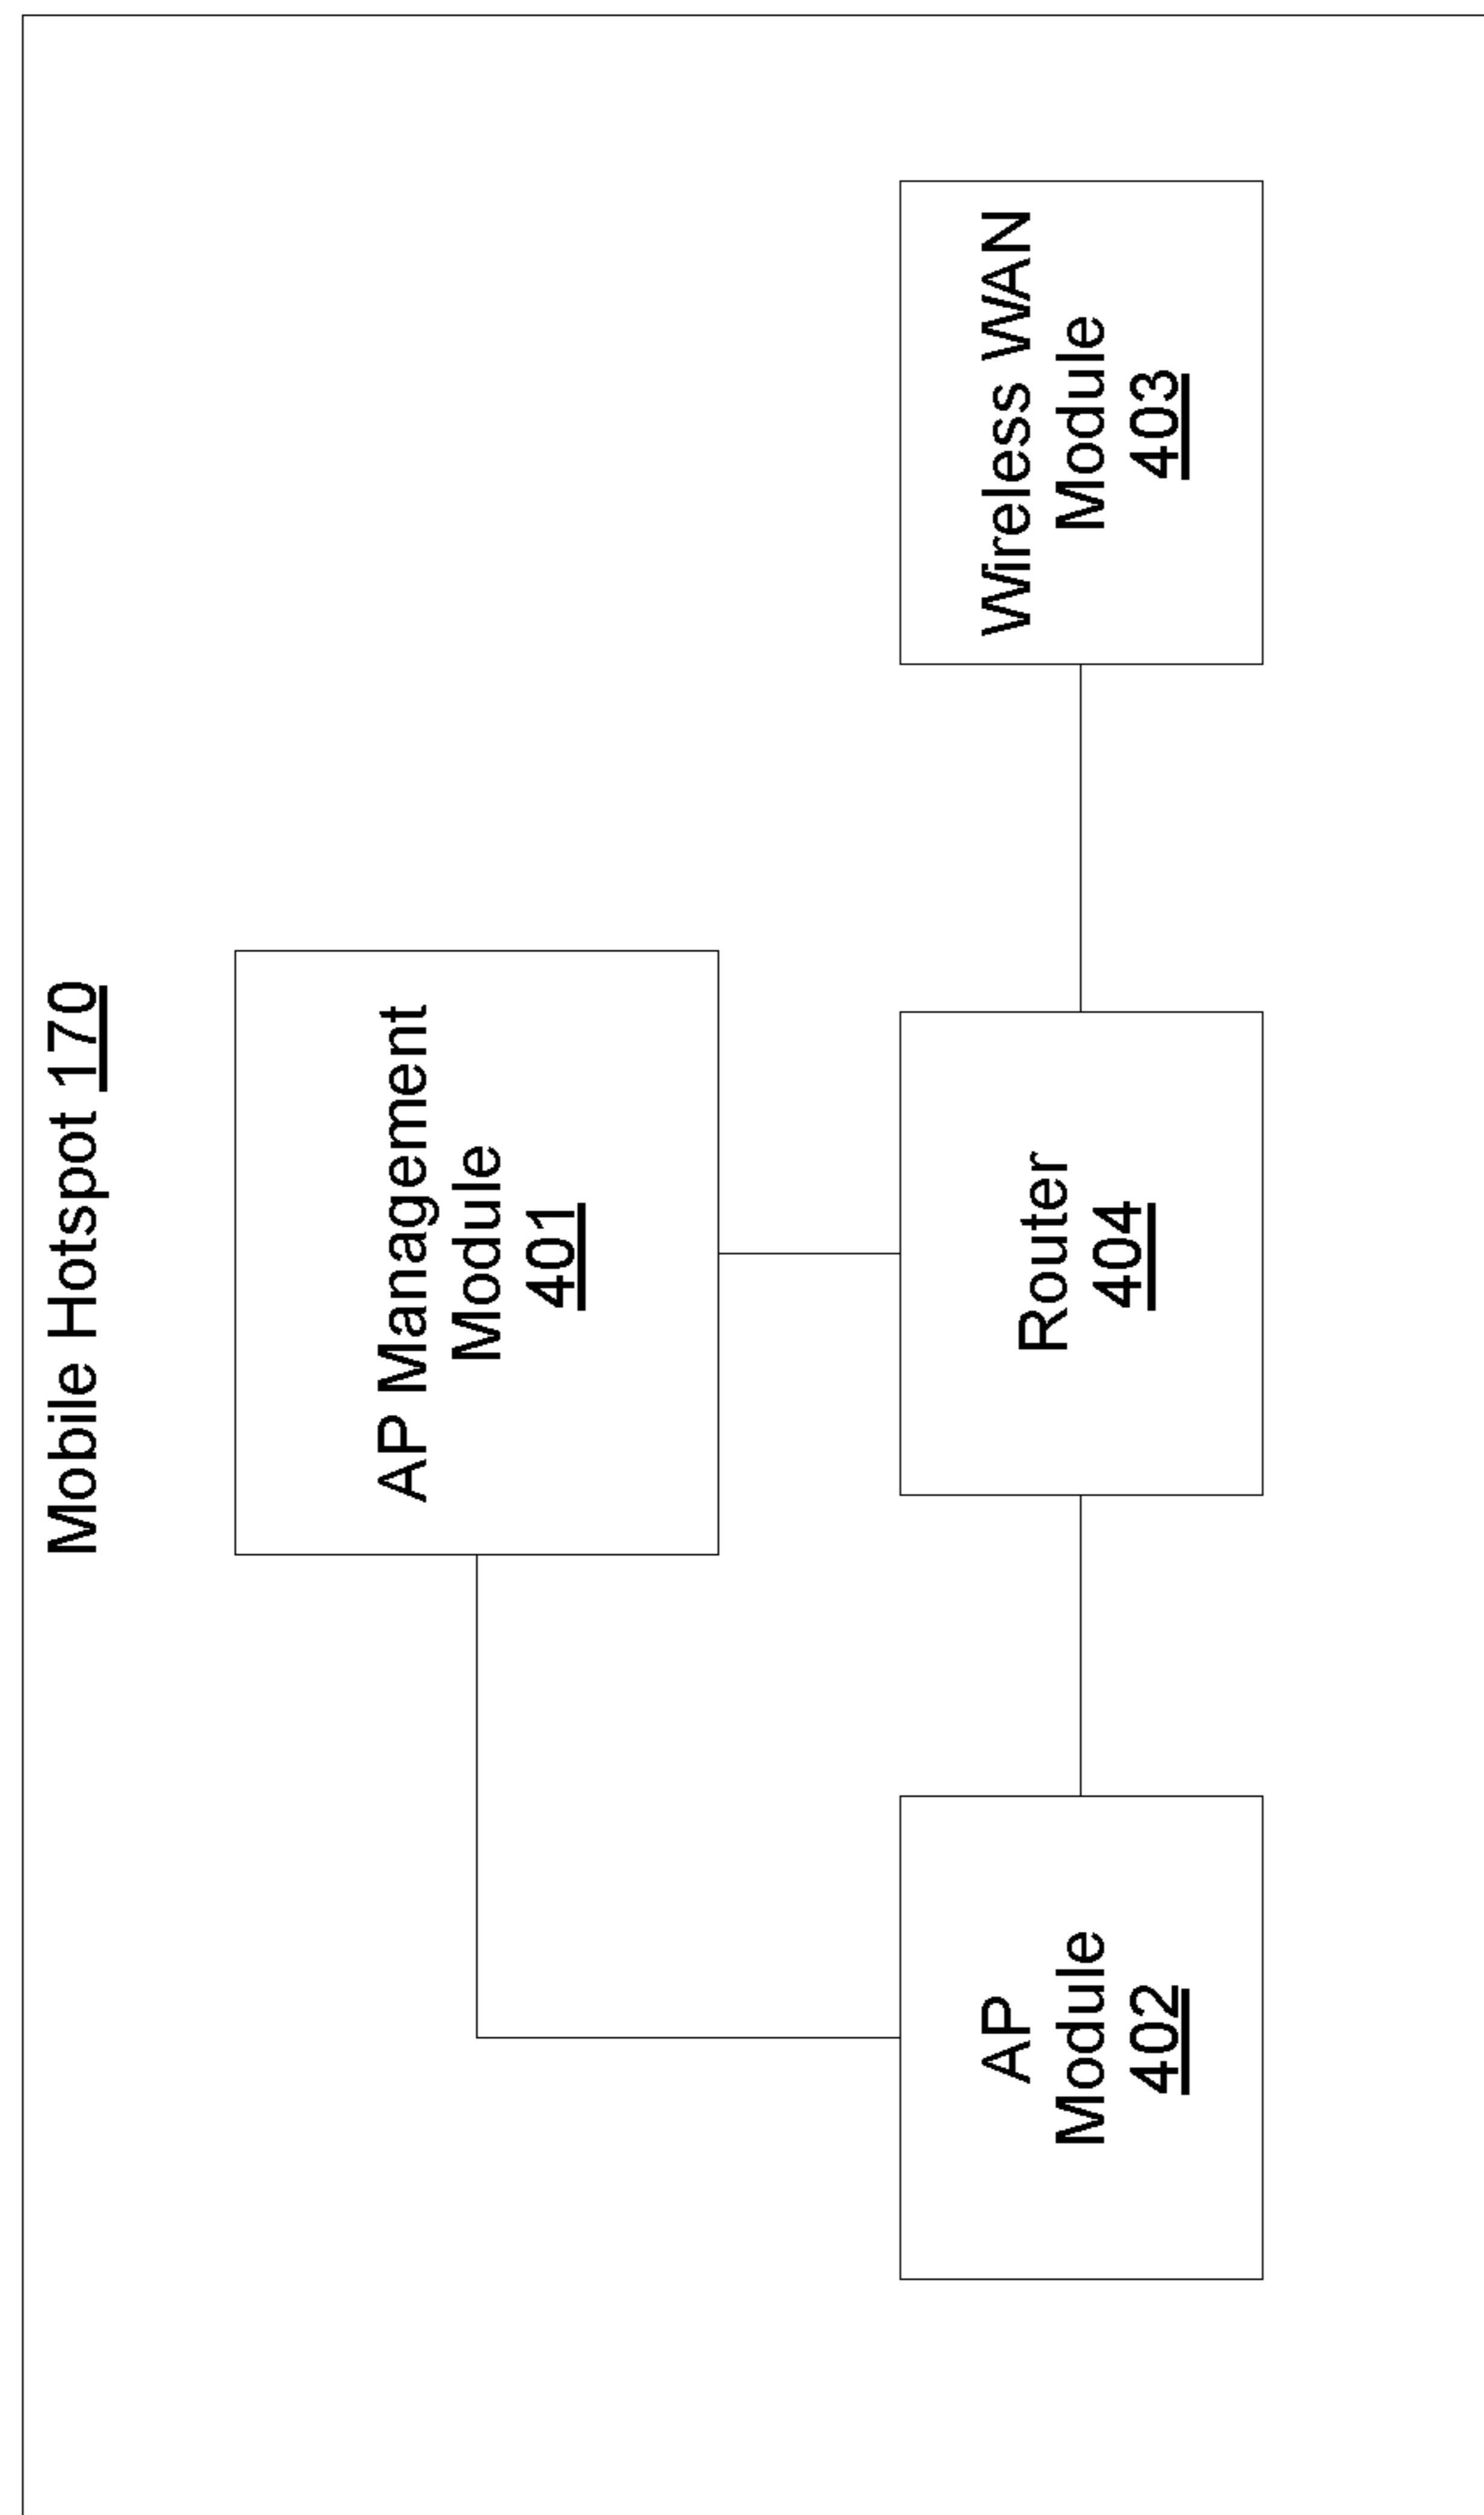 Mobile Hotspot 170
AP Management
Module
401
AP
Module
402
Router
404
Wireless WAN
Module
403